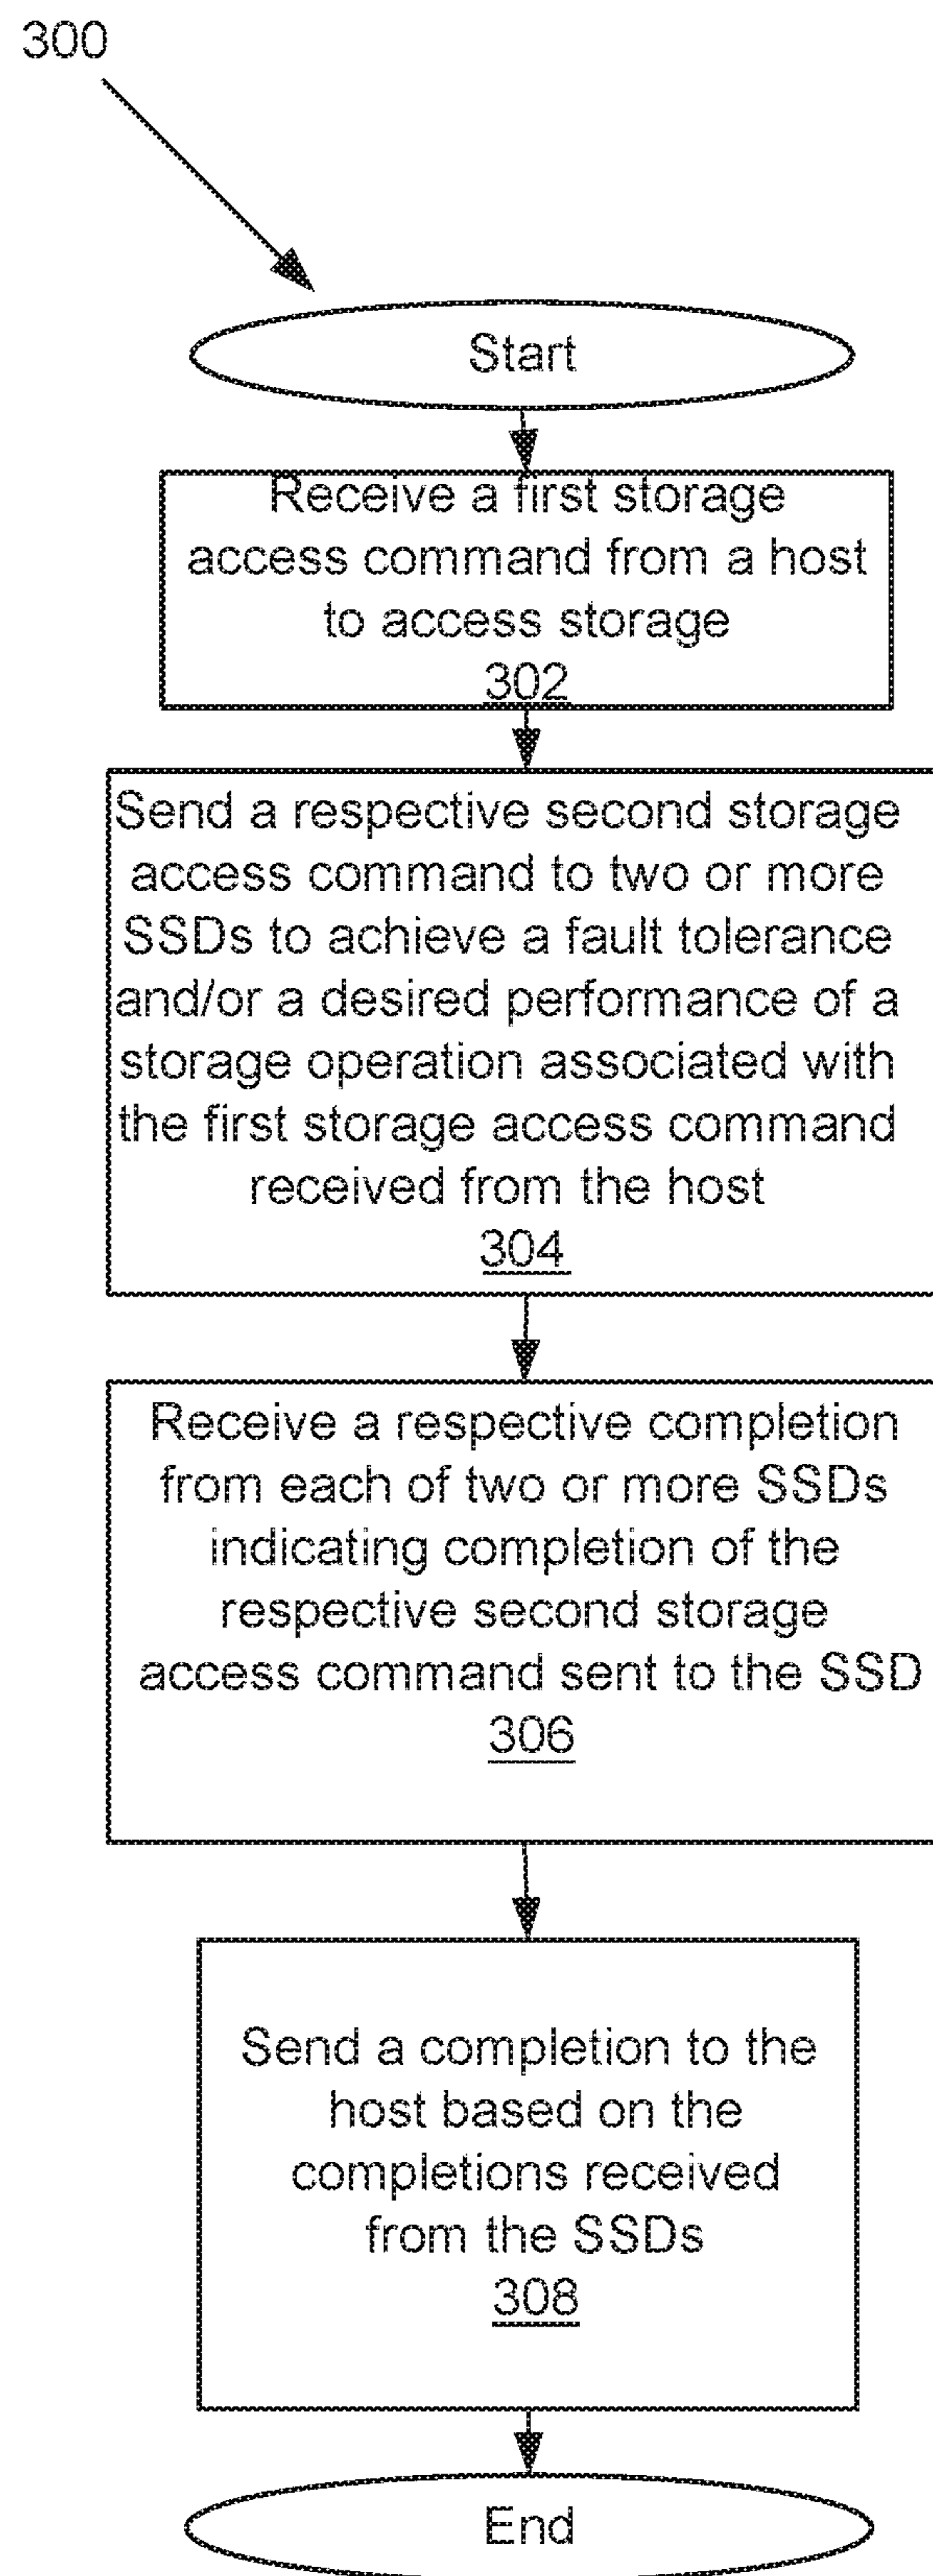 300
Start
Receive a first storage
access command from a host
to access storage
302
Send a respective second storage
access command to two or more
SSDs to achieve a fault tolerance
and/or a desired performance of a
storage operation associated with
the first storage access command
received from the host
304
Receive a respective completion
from each of two or more SSDs
indicating completion of the
respective second storage
access command sent to the SSD
306
Send a completion to the
host based on the
completions received
from the SSDs
308
End